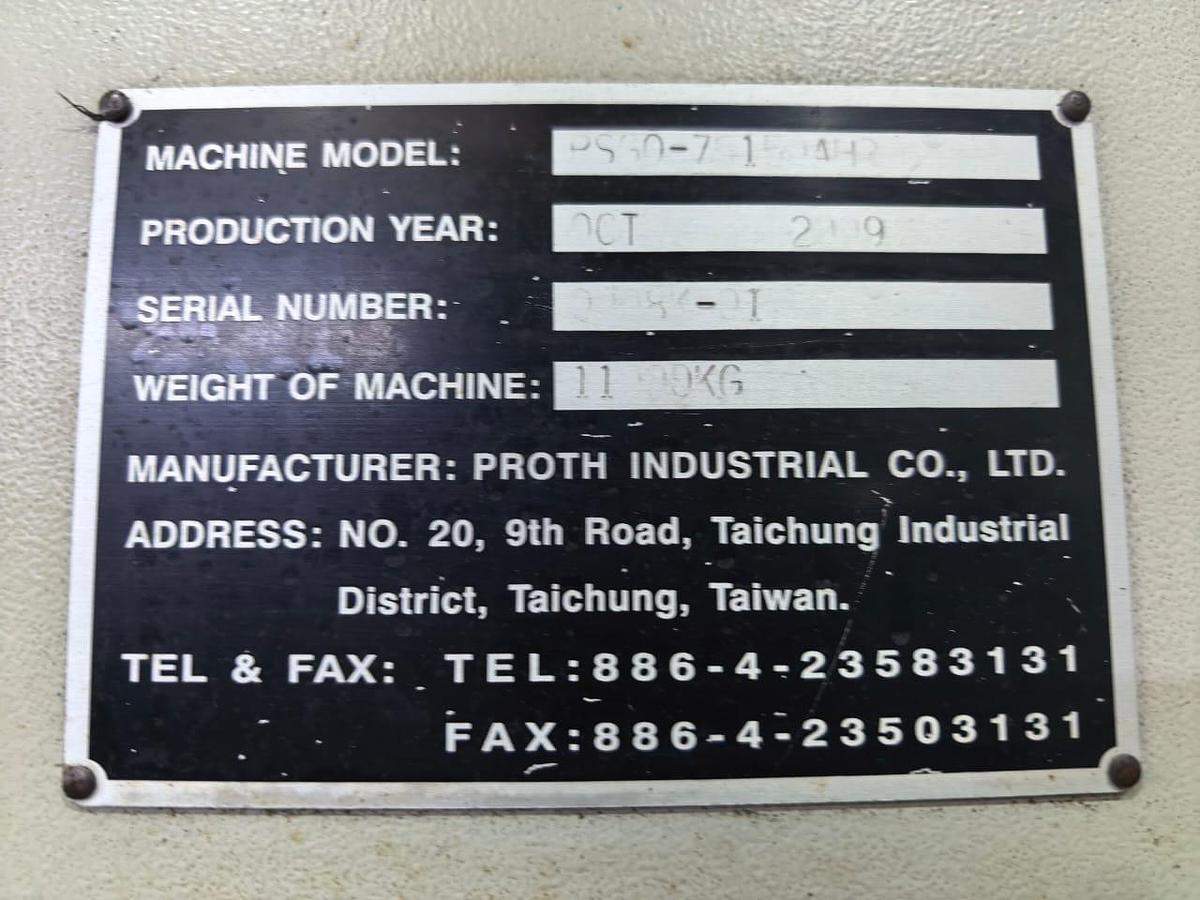 MACHINE MODEL:
PRODUCTION YEAR: OCT
SERIAL NUMBER:
WEIGHT OF MACHINE:
MANUFACTURER: PROTH INDUSTRIAL CO., LTD.
ADDRESS: NO. 20, 9th Road, Taichung Industrial
District, Taichung, Taiwan.
TEL & FAX: TEL:886-4-23583131
FAX:886-4-23503131